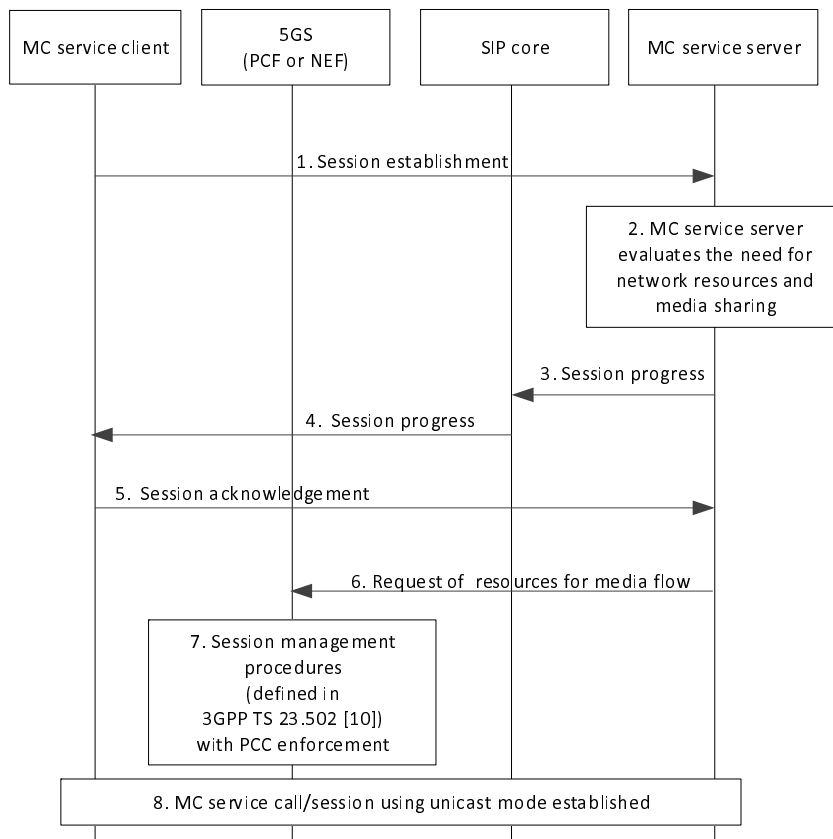 MC service client
5GS
(PCF or NEF)
SIP core
MC service server
1. Session establishment
2. MC service server
evaluates the need for
network resources and
media sharing
3. Session progress
4. Session progress
5. Session acknowledgement
6. Request of resources for media flow
7. Session management
procedures
(defined in
3GPP TS 23.502 [10])
with PCC enforcement
8. MC service call/session using unicast mode established